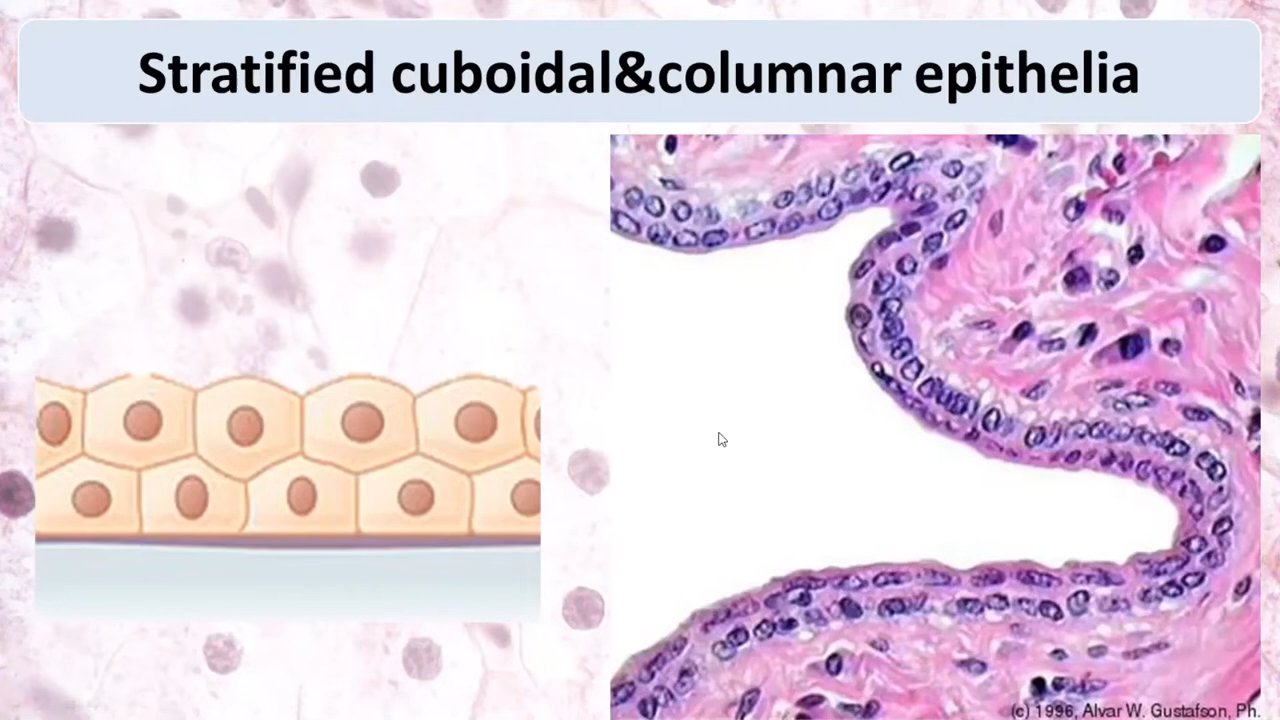 Stratified cuboidal&columnar epithelia
(c) 1996, Alvar W. Gustafson, Ph.